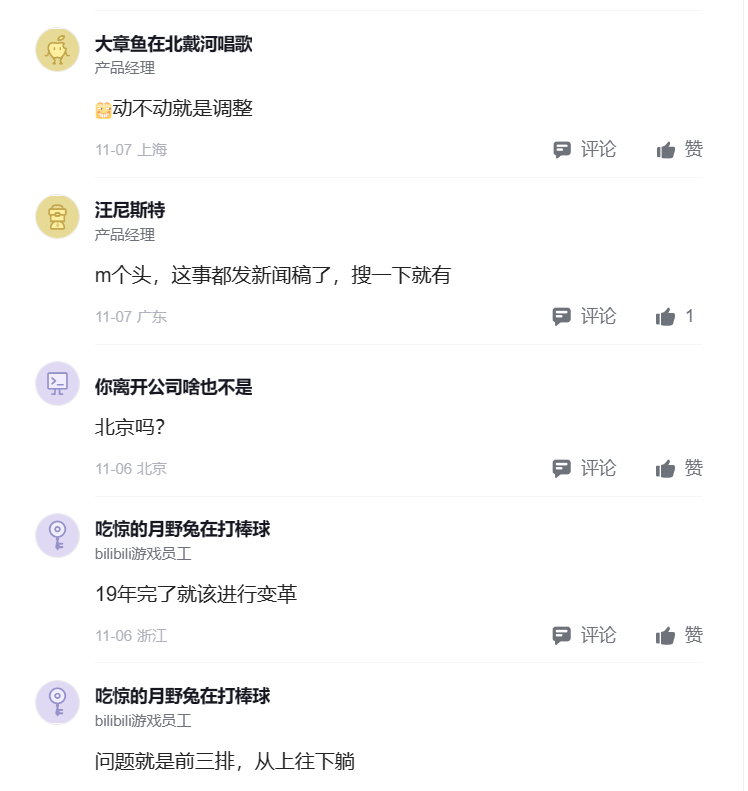 大章鱼在北戴河唱歌
产品经理
动不动就是调整
11-07 上海
评论 赞
汪尼斯特
产品经理
m个头，这事都发新闻稿了，搜一下就有
11-07 广东
评论 1
你离开公司啥也不是
北京吗?
11-06 北京
评论 赞
吃惊的月野兔在打棒球
bilibili游戏员工
19年完了就该进行变革
11-06 浙江
评论 赞
吃惊的月野兔在打棒球
bilibili游戏员工
问题就是前三排，从上往下躺